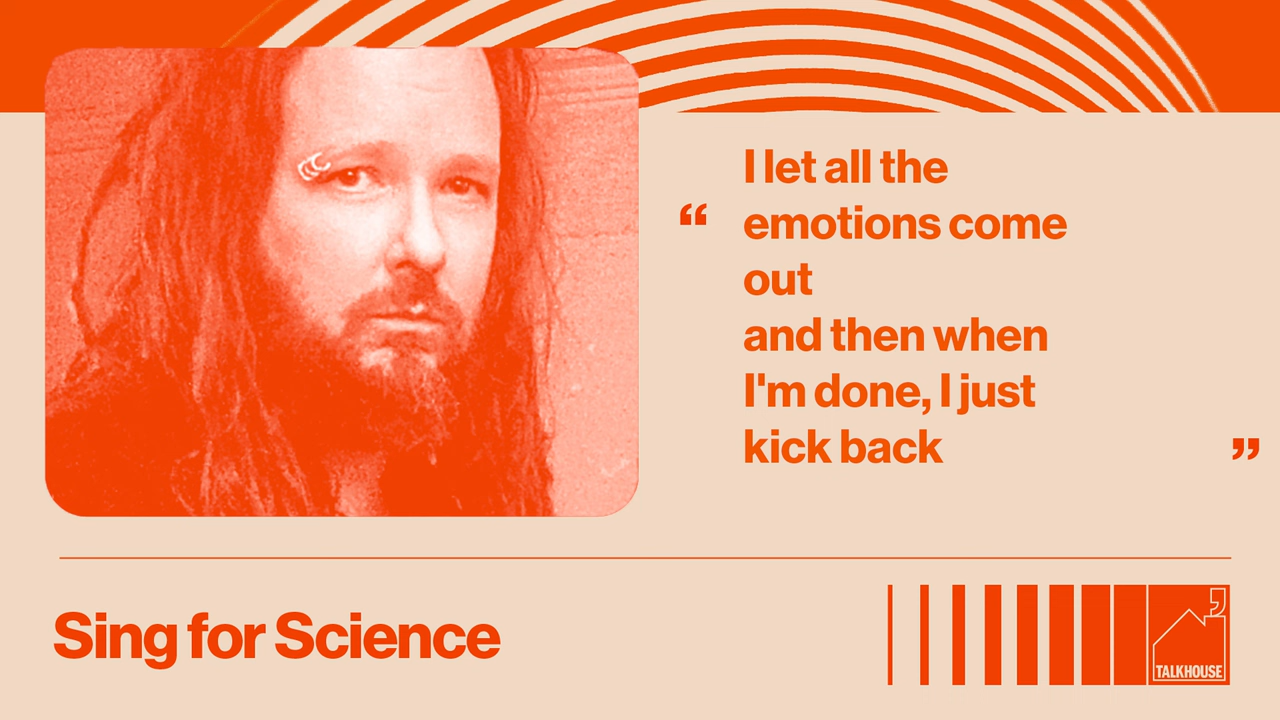 “ I let all the
emotions come
out
and then when
I'm done, I just
kick back ”
Sing for Science
TALKHOUSE